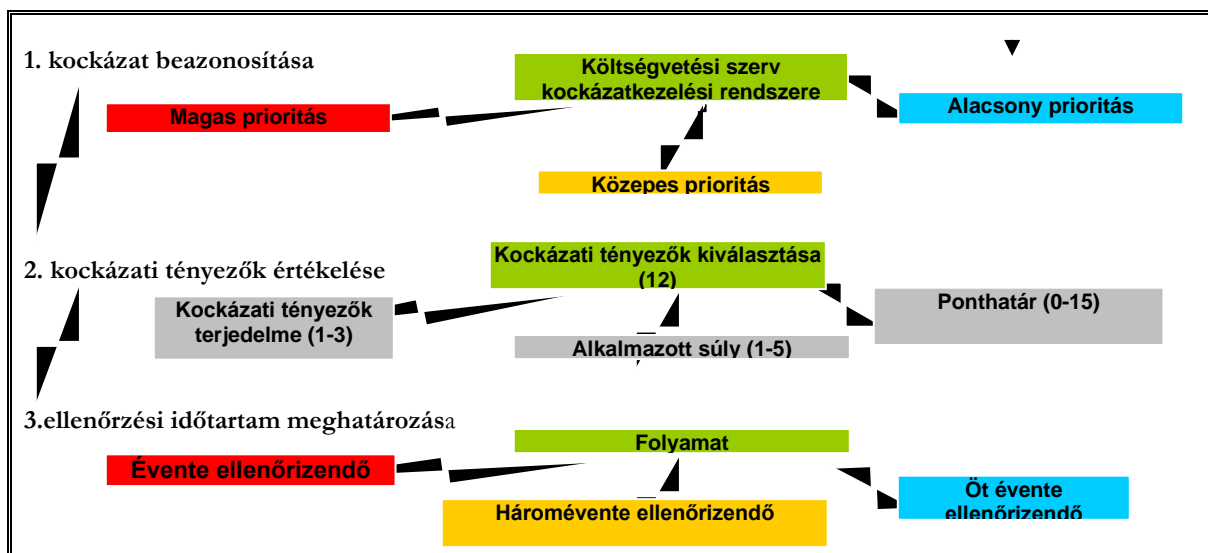 1. kockázat beazonosítása
Költségvetési szerv
kockázatkezelési rendszere
Magas prioritás
Alacsony prioritás
Közepes prioritás
2. kockázati tényezők értékelése
Kockázati tényezők kiválasztása
(12)
Kockázati tényezők
terjedelme (1-3)
Ponthatár (0-15)
Alkalmazott súly (1-5)
3.ellenőrzési időtartam meghatározása
Folyamat
Évente ellenőrizendő
Háromévente ellenőrizendő
Öt évente
ellenőrizendő